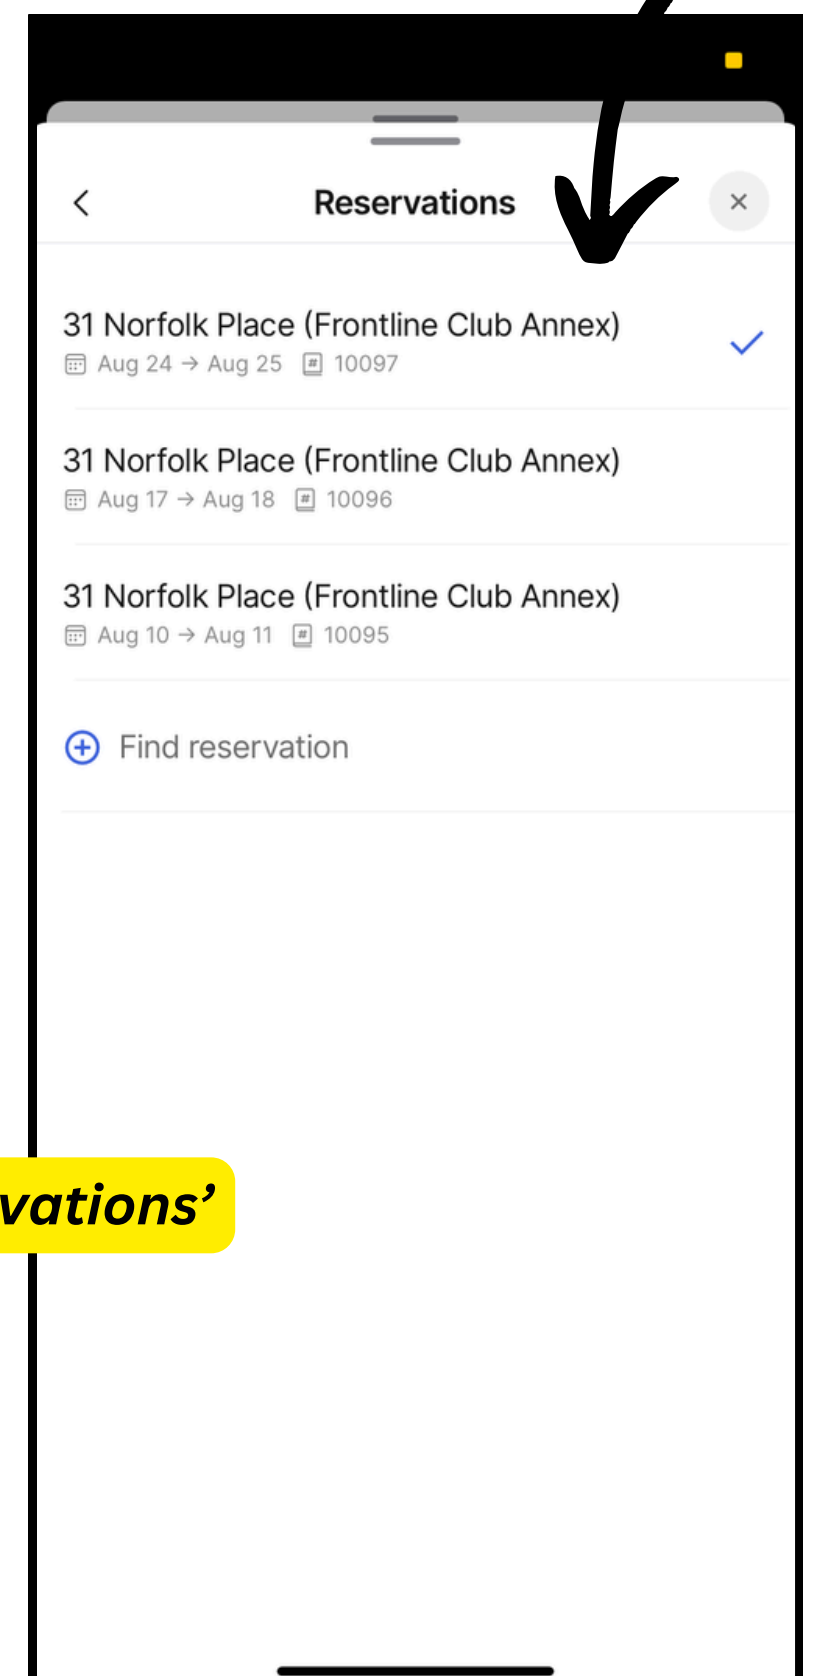 Reservations
31 Norfolk Place (Frontline Club Annex)
Aug 24 → Aug 25 # 10097
31 Norfolk Place (Frontline Club Annex)
Aug 17 → Aug 18 # 10096
31 Norfolk Place (Frontline Club Annex)
Aug 10 → Aug 11 # 10095
Find reservation
vations’